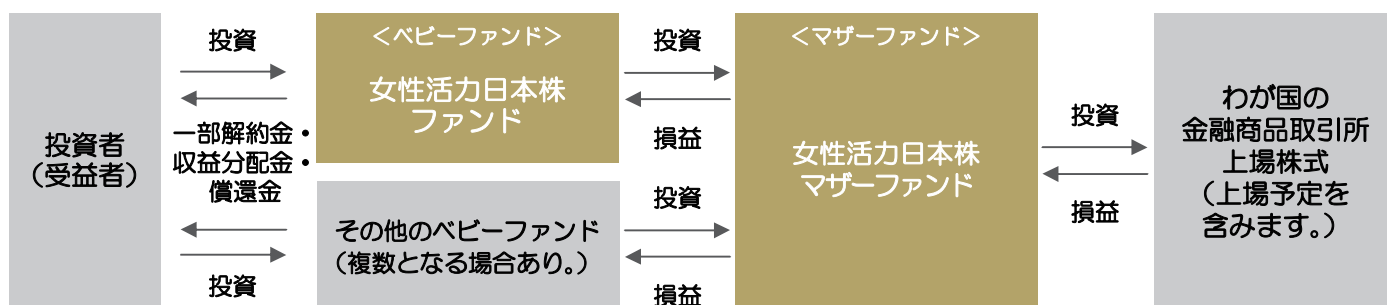 投資者
（受益者）
投資
一部解約金・
収益分配金・
償還金
投資
＜ベビーファンド＞
女性活力日本株
ファンド
その他のベビーファンド
（複数となる場合あり。）
投資
損益
投資
損益
＜マザーファンド＞
女性活力日本株
マザーファンド
投資
損益
わが国の
金融商品取引所
上場株式
（上場予定を
含みます。）